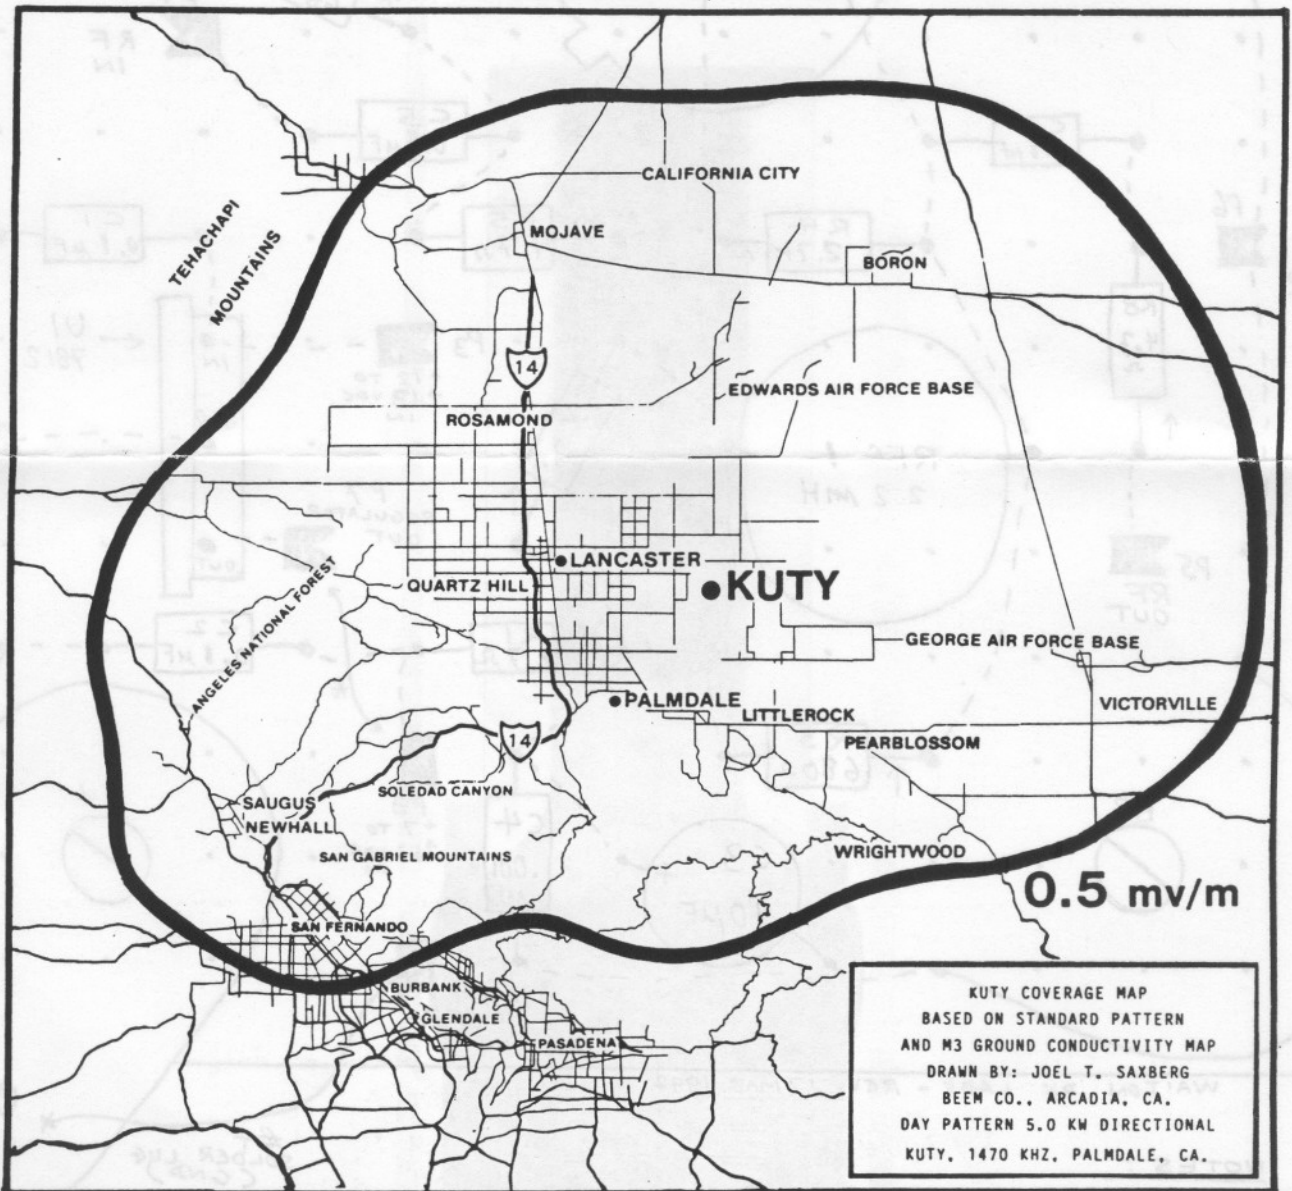 CALIFORNIA CITY
TEHACHAPI
MOUNTAINS
MOJAVE
BORON
14
EDWARDS AIR FORCE BASE
ROSAMOND
LANCASTER
QUARTZ HILL
KUTY
ANGELES NATIONAL FOREST
GEORGE AIR FORCE BASE
PALMDALE
VICTORVILLE
LITTLEROCK
14
PEARBLOSSOM
SOLEDAD CANYON
SAUGUS
NEWHALL
SAN GABRIEL MOUNTAINS
WRIGHTWOOD
0.5 mv/m
SAN FERNANDO
BURBANK
GLENDALE
PASADENA
KUTY COVERAGE MAP
BASED ON STANDARD PATTERN
AND M3 GROUND CONDUCTIVITY MAP
DRAWN BY: JOEL T. SAXBERG
BEEM CO., ARCADIA, CA.
DAY PATTERN 5.0 KW DIRECTIONAL
KUTY, 1470 KHZ, PALMDALE, CA.